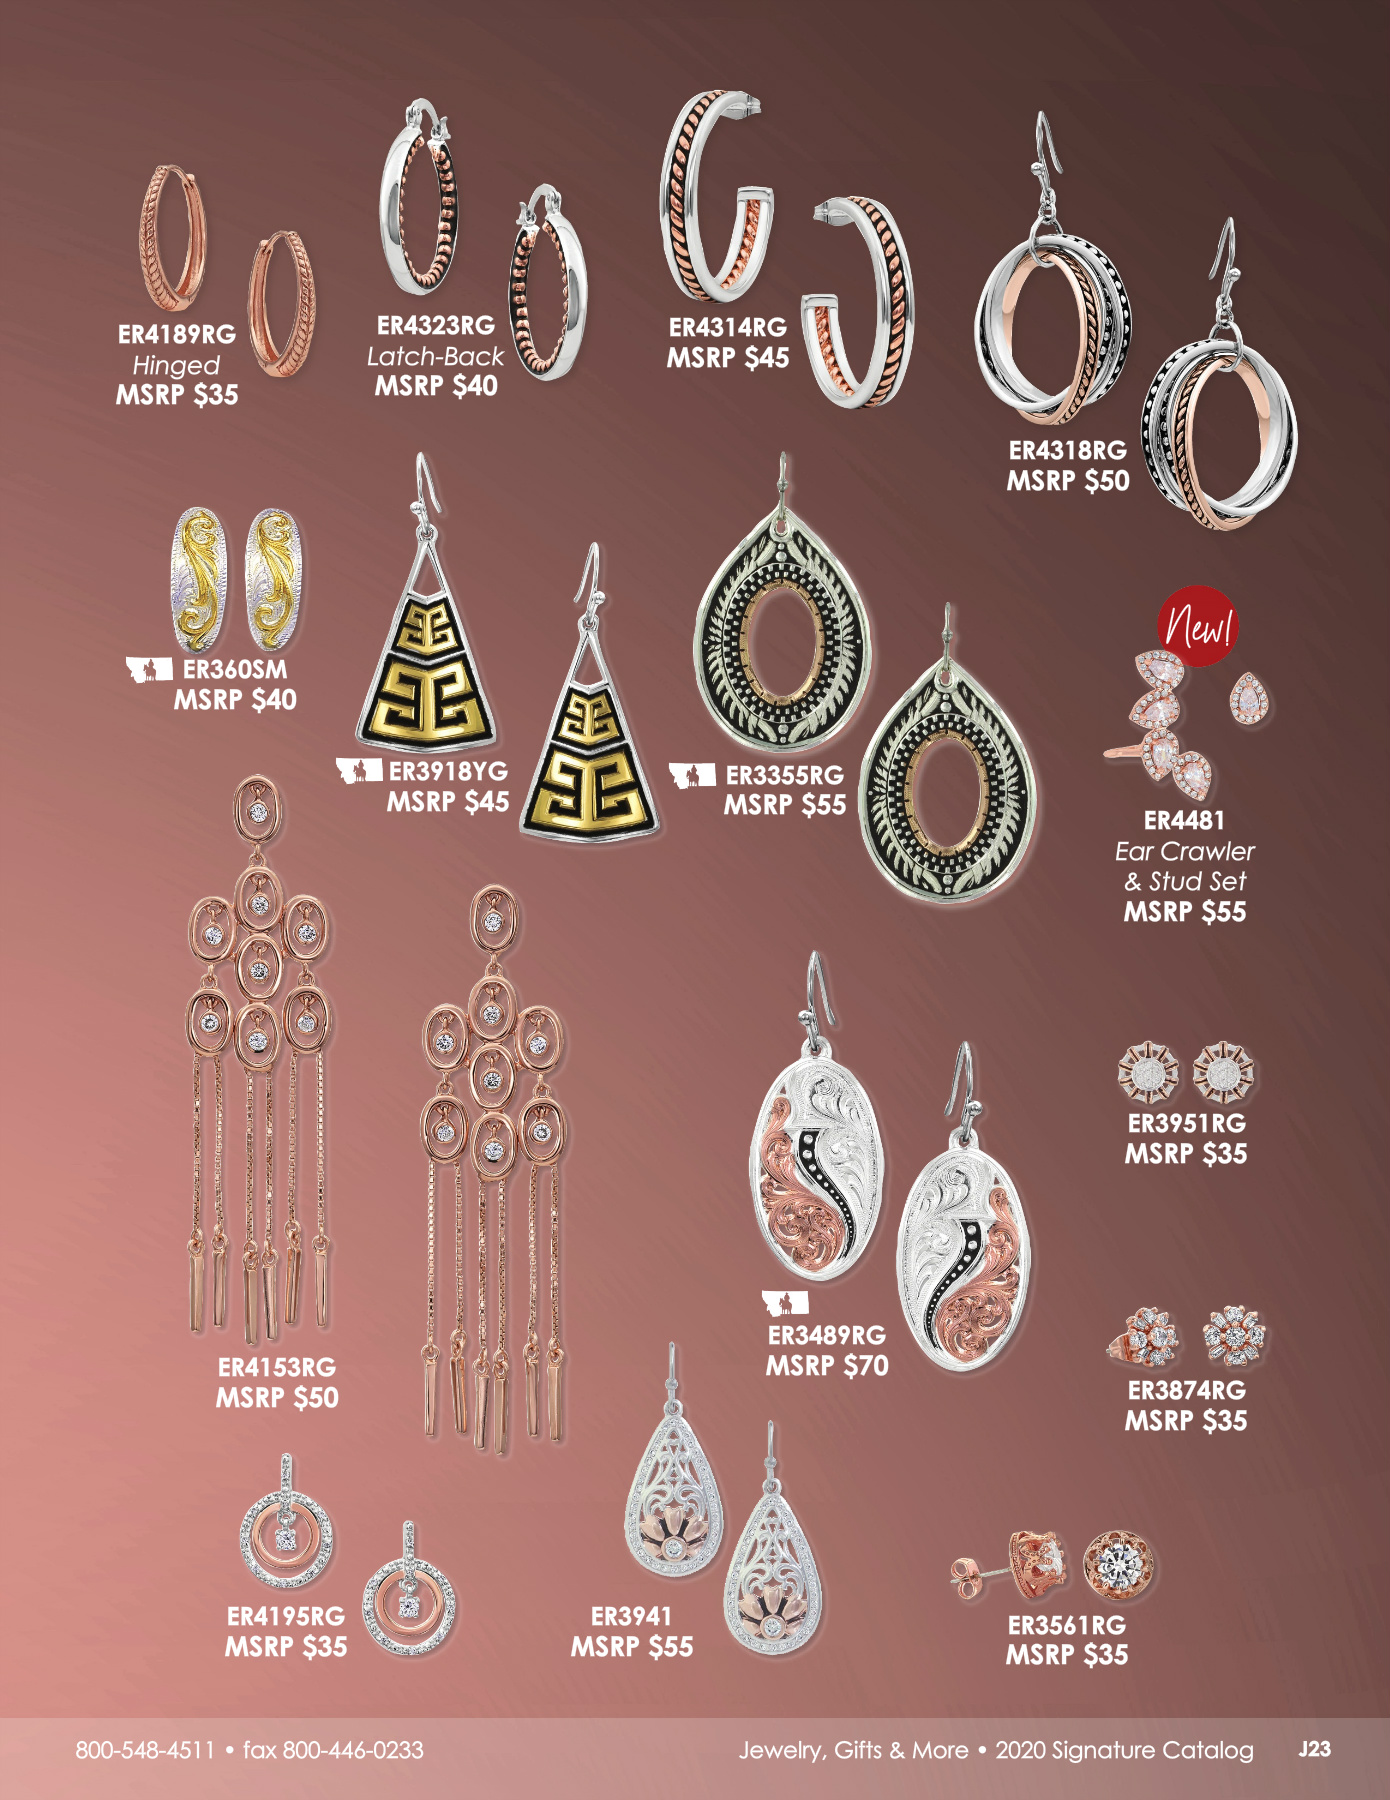 ER4189RG
Hinged
MSRP $35
ER4323RG
Latch-Back
MSRP $40
ER4314RG
MSRP $45
ER4318RG
MSRP $50
ER360SM
MSRP $40
ER3918YG
MSRP $45
ER3355RG
MSRP $55
New!
ER4481
Ear Crawler
& Stud Set
MSRP $55
ER4153RG
MSRP $50
ER3489RG
MSRP $70
ER3951RG
MSRP $35
ER3874RG
MSRP $35
ER4195RG
MSRP $35
ER3941
MSRP $55
ER3561RG
MSRP $35
800-548-4511 • fax 800-446-0233
Jewelry, Gifts & More • 2020 Signature Catalog J23